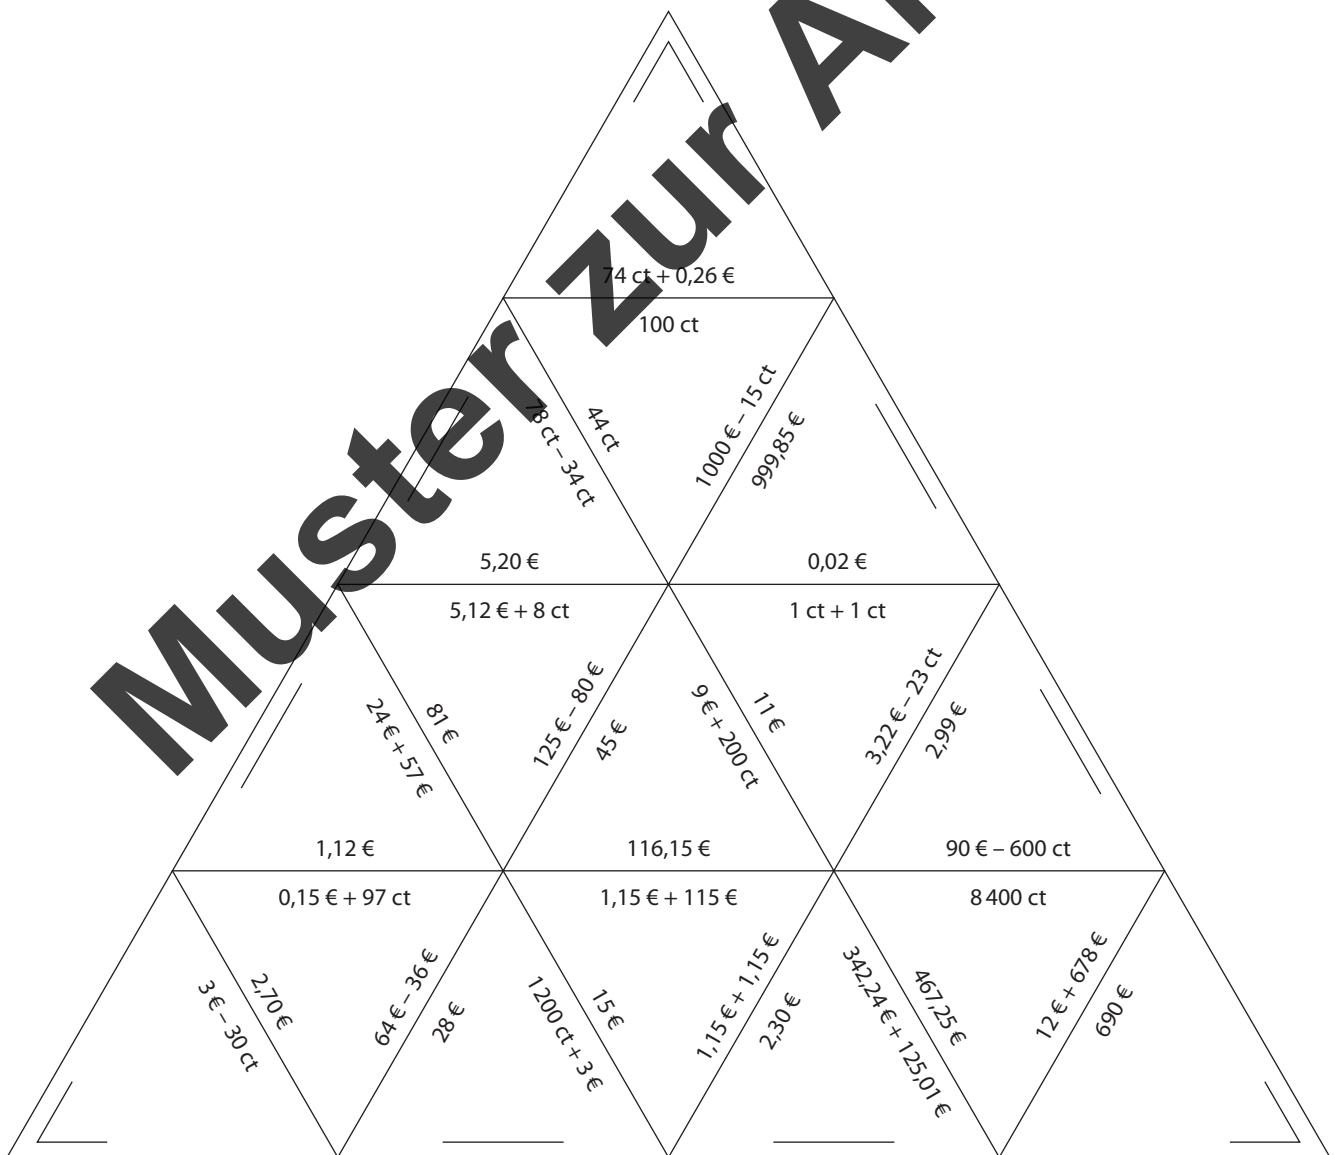 Muster zur
74 ct + 0,26 €
100 ct
78 ct – 34 ct
44 ct
1000 € – 15 ct
999,85 €
5,20 €
0,02 €
5,12 € + 8 ct
1 ct + 1 ct
24 € + 57 €
81 €
125 € – 80 €
45 €
9 € + 200 ct
11 €
3,22 € – 23 ct
2,99 €
1,12 €
116,15 €
90 € – 600 ct
0,15 € + 97 ct
1,15 € + 115 €
8 400 ct
3 € – 30 ct
2,70 €
64 € – 36 €
28 €
1200 ct + 3 €
15 €
1,15 € + 1,15 €
2,30 €
342,24 € + 125,01 €
467,25 €
12 € + 678 €
690 €